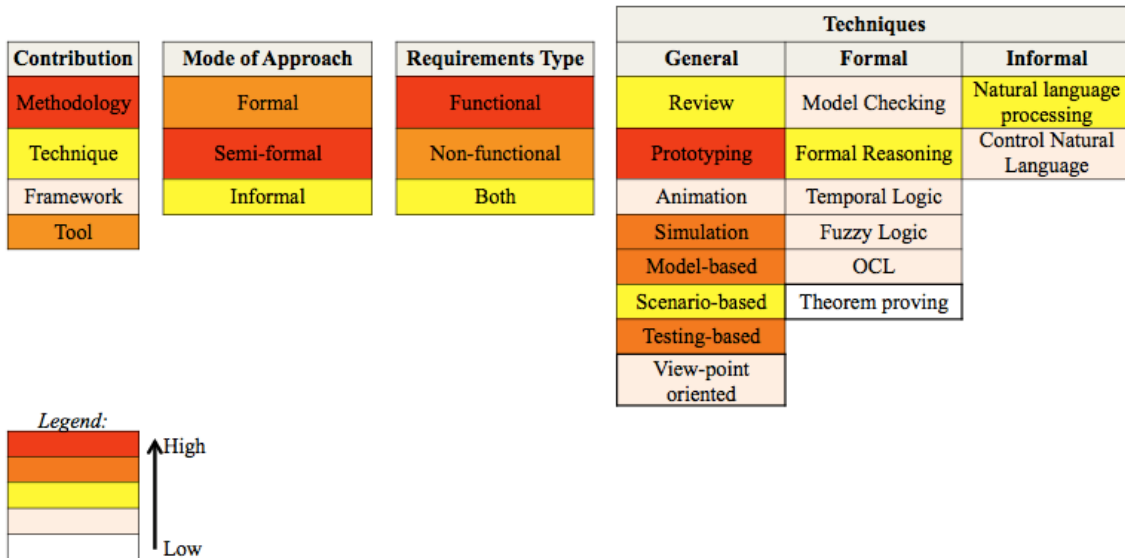 Techniques
Contribution
Mode of Approach
Requirements Type
General
Formal
Informal
Methodology
Formal
Functional
Review
Model Checking
Natural language
processing
Technique
Semi-formal
Non-functional
Prototyping
Formal Reasoning
Control Natural
Language
Framework
Informal
Both
Animation
Temporal Logic
Tool
Simulation
Fuzzy Logic
Model-based
OCL
Scenario-based
Theorem proving
Testing-based
View-point
oriented
Legend:
High
Low